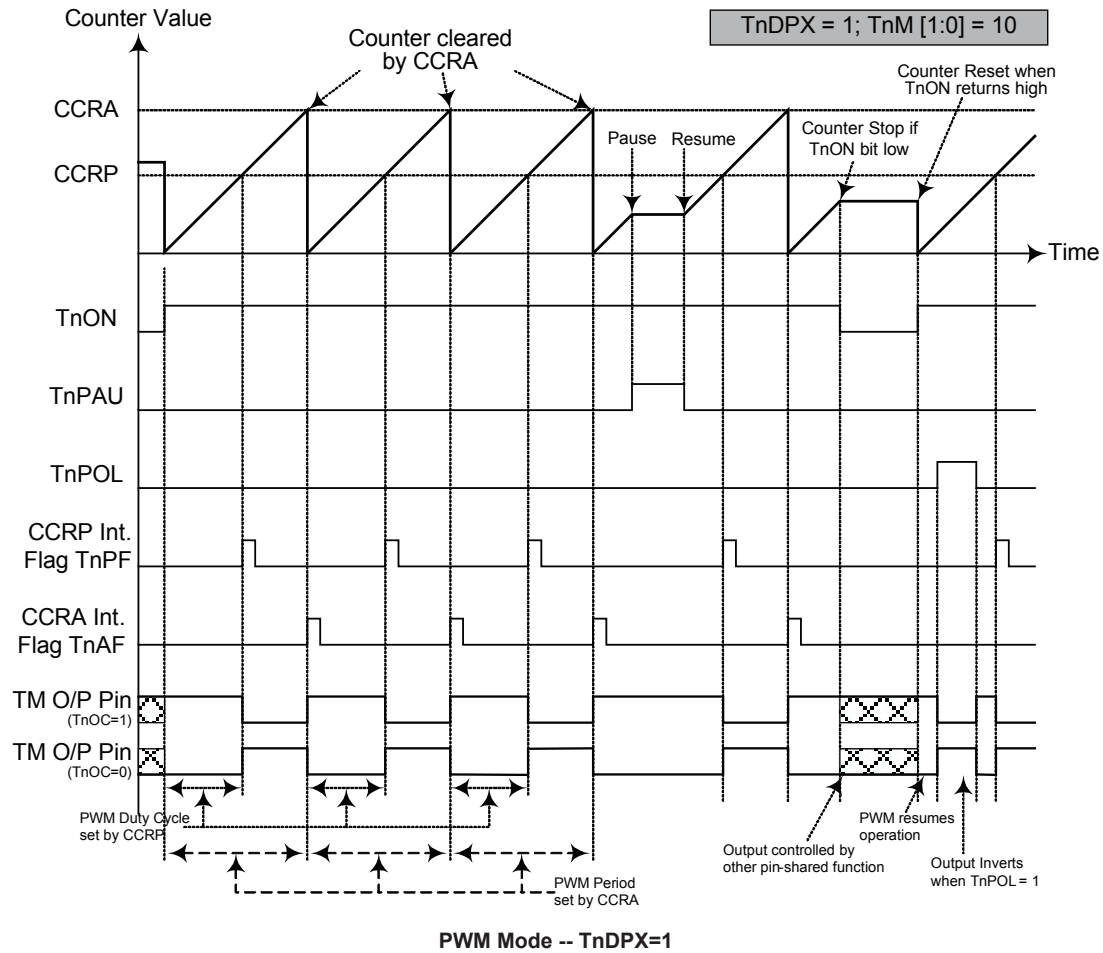 Counter Value
TnDPX = 1; TnM [1:0] = 10
Counter cleared
by CCRA
Counter Reset when
TnON returns high
CCRA
Counter Stop if
TnON bit low
Pause
Resume
CCRP
Time
TnON
TnPAU
TnPOL
CCRP Int.
Flag TnPF
CCRA Int.
Flag TnAF
TM O/P Pin
(TnOC=1)
TM O/P Pin
(TnOC=0)
PWM Duty Cycle
set by CCRP
PWM resumes
operation
Output controlled by
other pin-shared function
Output Inverts
when TnPOL = 1
PWM Period
set by CCRA
PWM Mode -- TnDPX=1